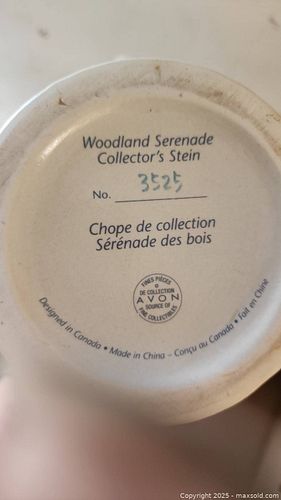 Woodland Serenade
Collector's Stein
No. 3525
Chope de collection
Sérénade des bois
FINES PIÈCES
DE COLLECTION
AVON
SOURCE OF
FINE COLLECTIBLES
Designed in Canada • Made in China – Conçu au Canada • Fait en Chine
Copyright 2025 - maxsold.com